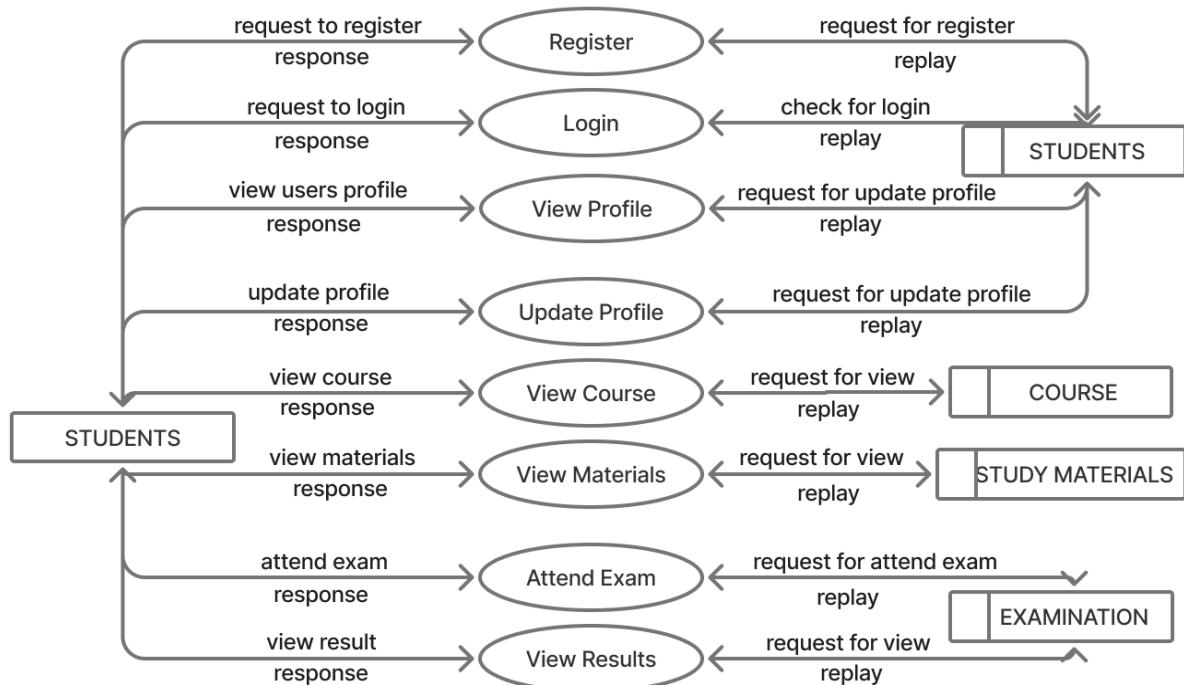 request to register
response
Register
request for register
replay
request to login
response
Login
check for login
replay
STUDENTS
view users profile
response
View Profile
request for update profile
replay
update profile
response
Update Profile
request for update profile
replay
view course
response
View Course
request for view
replay
COURSE
STUDENTS
view materials
response
View Materials
request for view
replay
STUDY MATERIALS
attend exam
response
Attend Exam
request for attend exam
replay
EXAMINATION
view result
response
View Results
request for view
replay